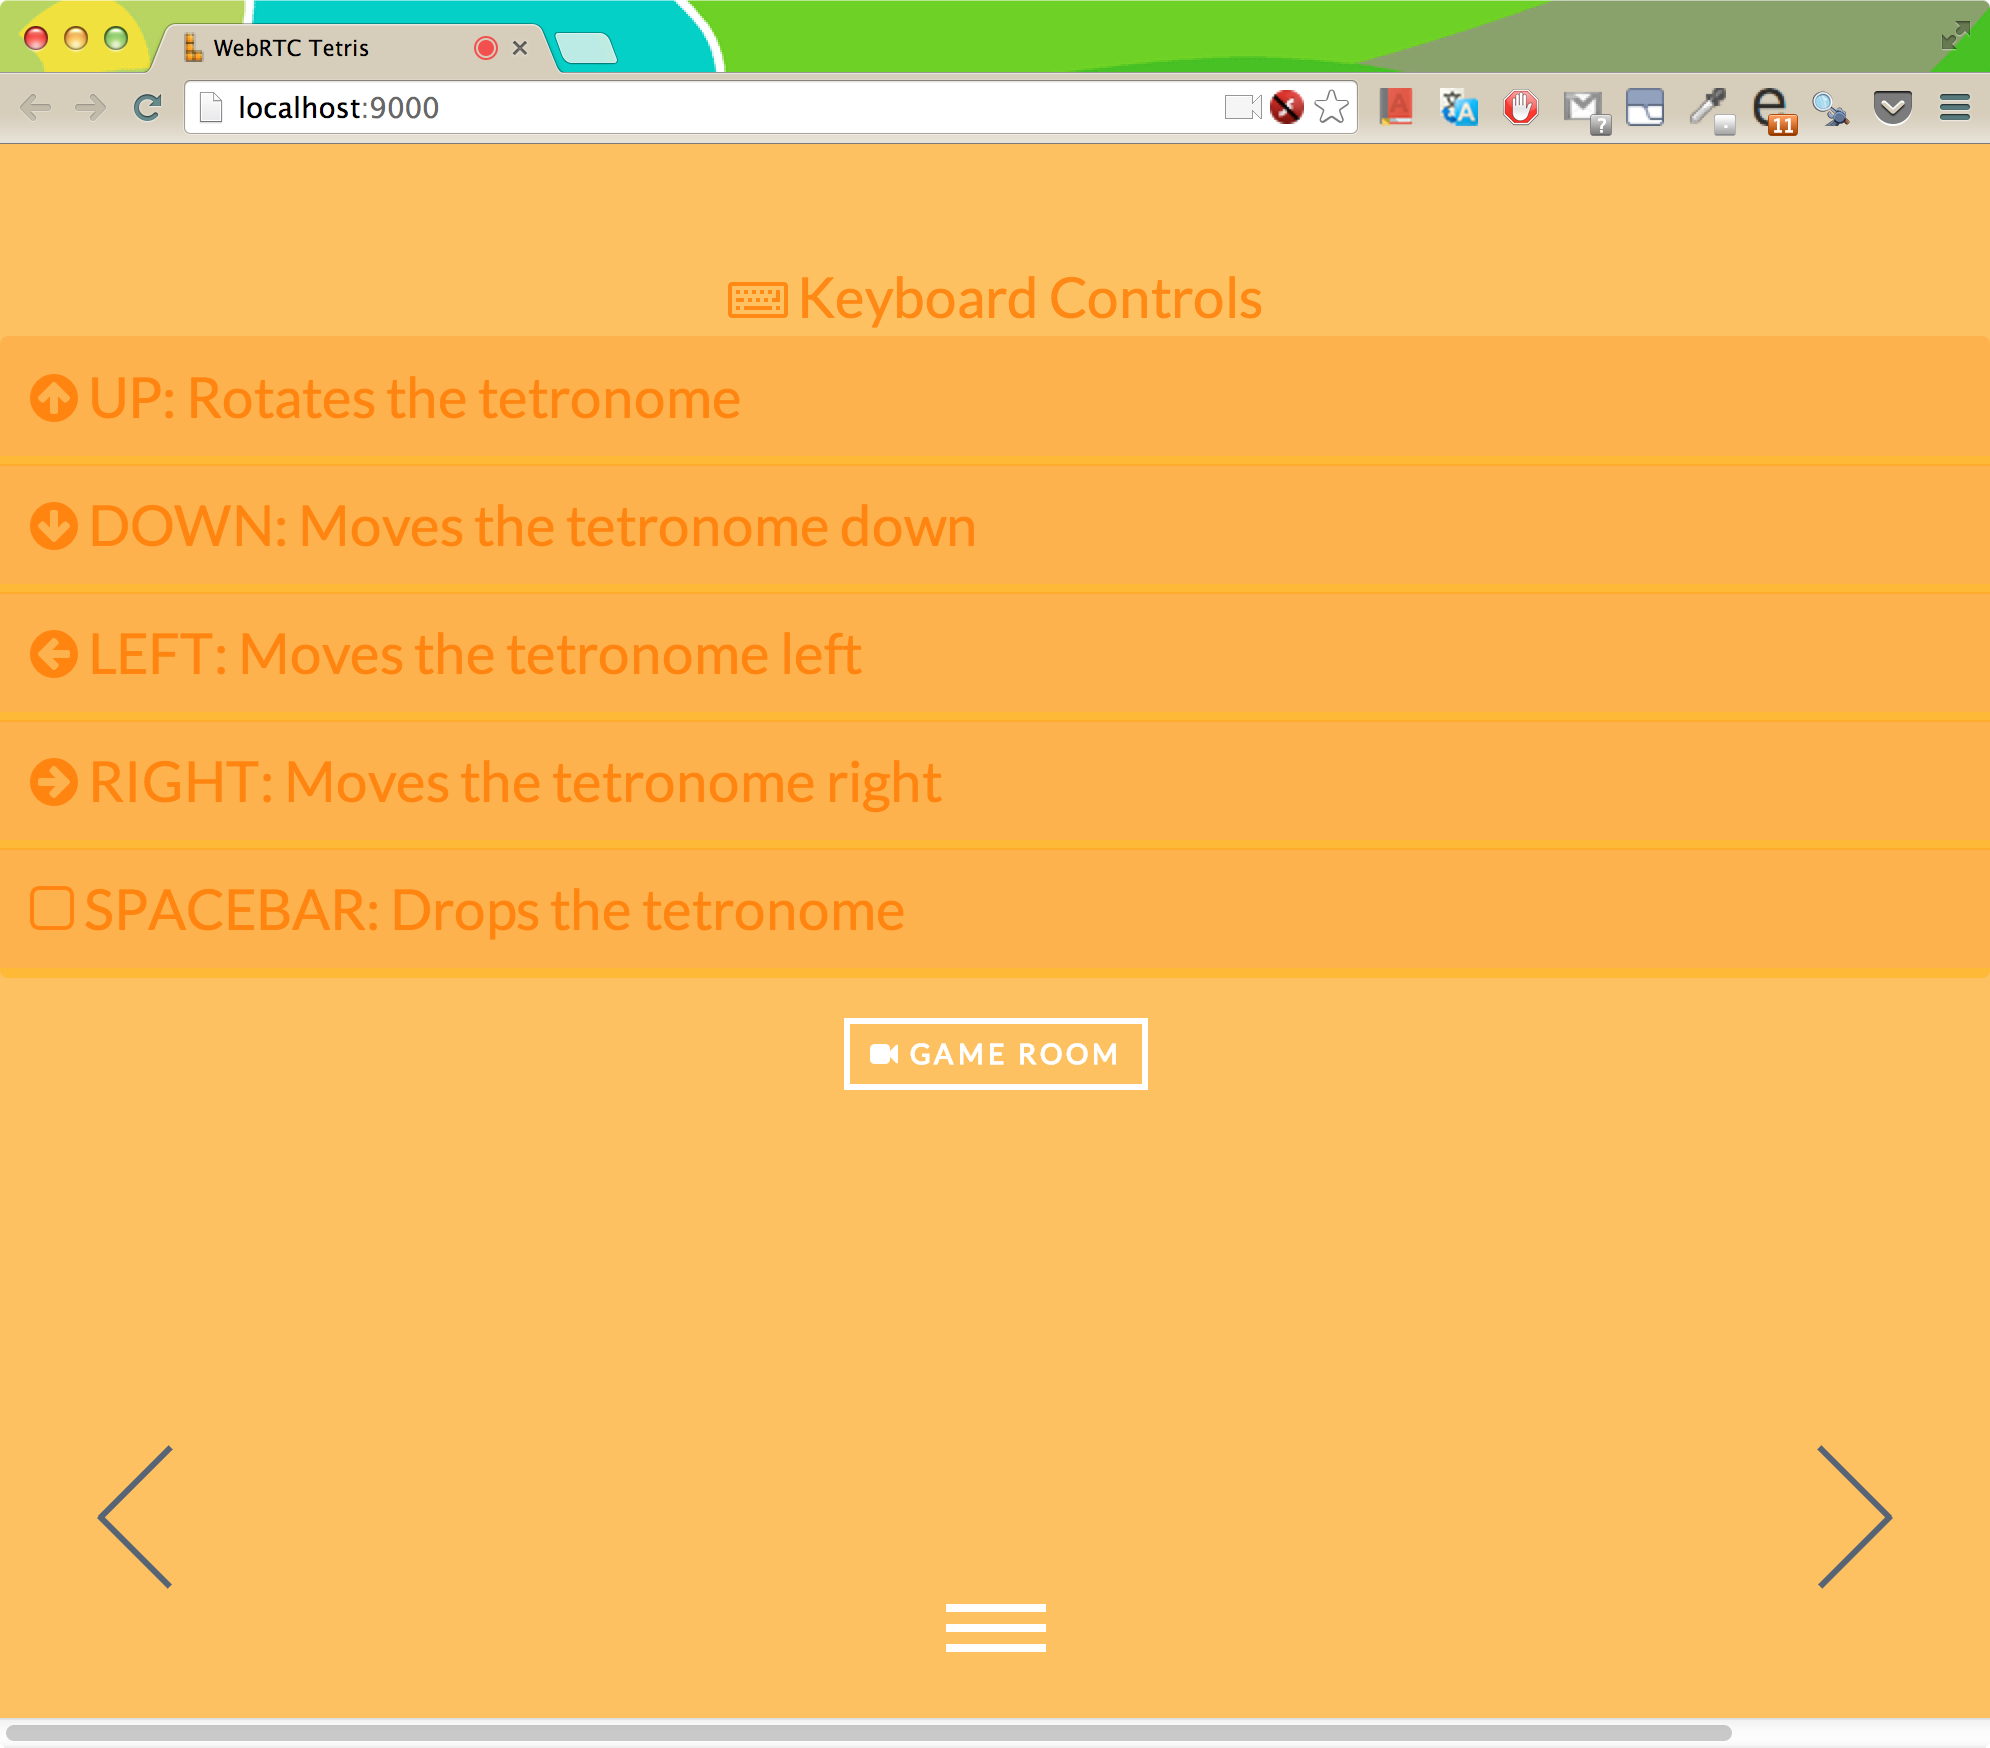 WebRTC Tetris
localhost:9000
11
Keyboard Controls
UP: Rotates the tetronome
DOWN: Moves the tetronome down
LEFT: Moves the tetronome left
RIGHT: Moves the tetronome right
SPACEBAR: Drops the tetronome
GAME ROOM